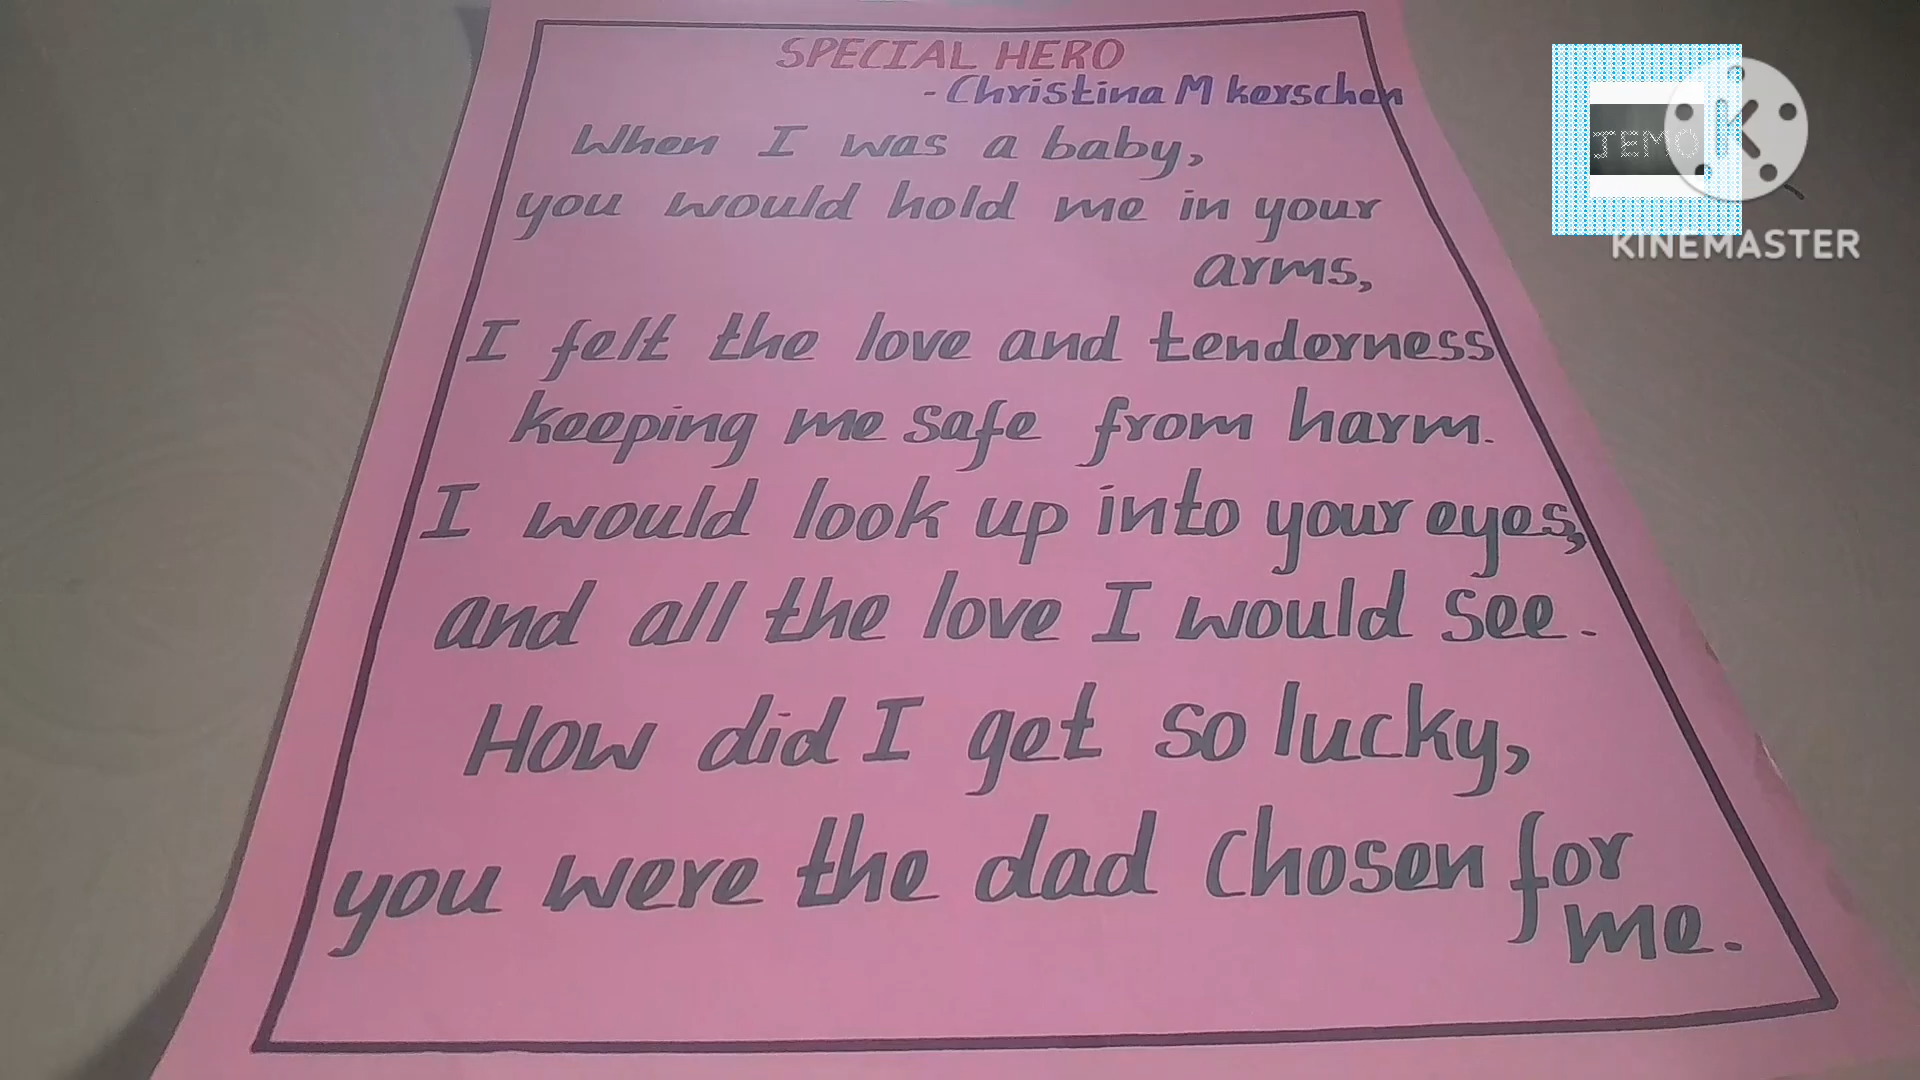 SPECIAL HERO
- Christina M kerschen
When I was a baby,
you would hold me in your
arms,
I felt the love and tenderness
keeping me safe from harm.
I would look up into your eyes,
and all the love I would see.
How did I get so lucky,
you were the dad chosen for
me.
JEMO
K
KINEMASTER